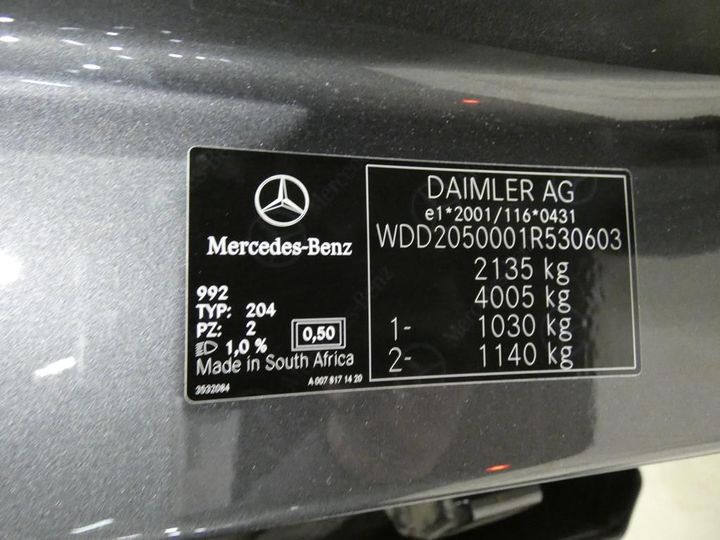 Mercedes-Benz
992
TYP: 204
PZ: 2
0,50
1,0 %
Made in South Africa
3532084
A 007 817 14 20
DAIMLER AG
e1*2001/116*0431
WDD2050001R530603
2135 kg
4005 kg
1- 1030 kg
2- 1140 kg